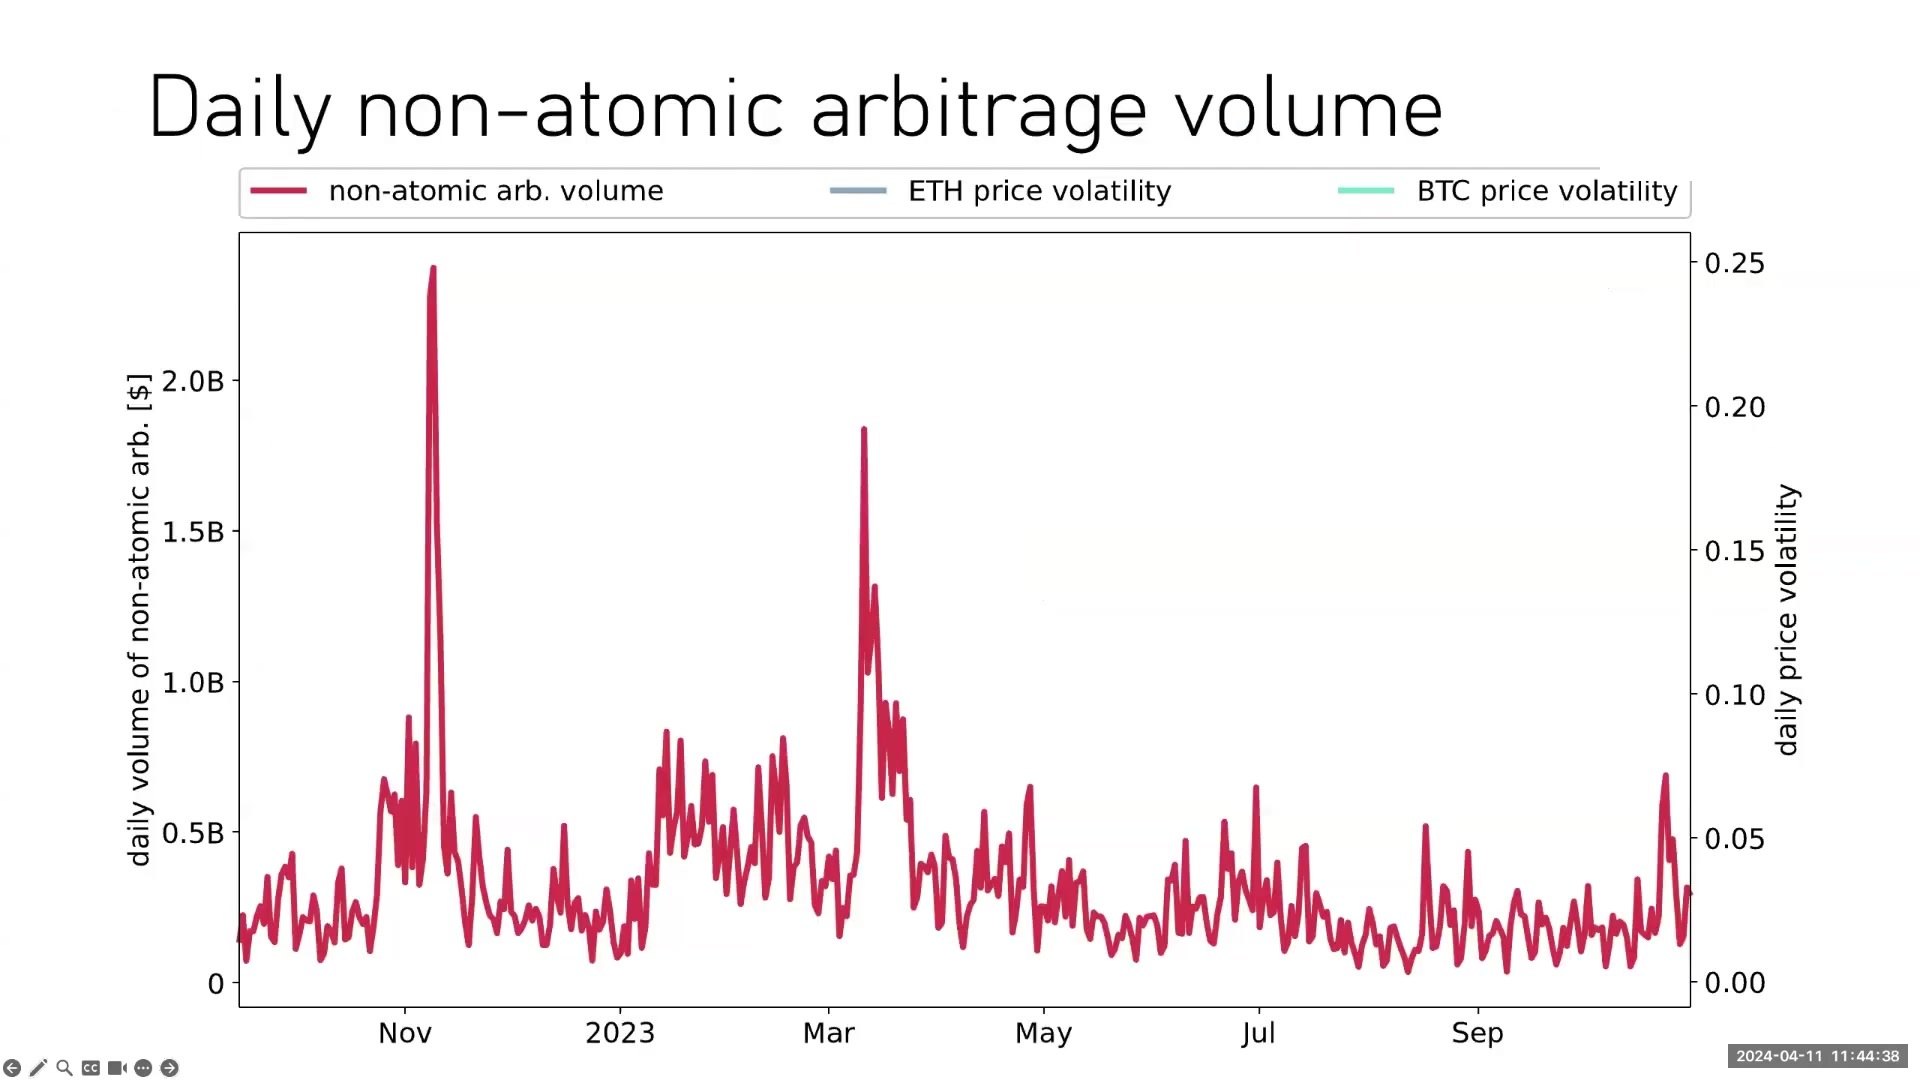 Daily non-atomic arbitrage volume
non-atomic arb. volume
ETH price volatility
BTC price volatility
daily volume of non-atomic arb. [$]
2.0B
1.5B
1.0B
0.5B
0
0.25
0.20
0.15
0.10
0.05
0.00
daily price volatility
Nov
2023
Mar
May
Jul
Sep
CC
2024-04-11 11:44:38